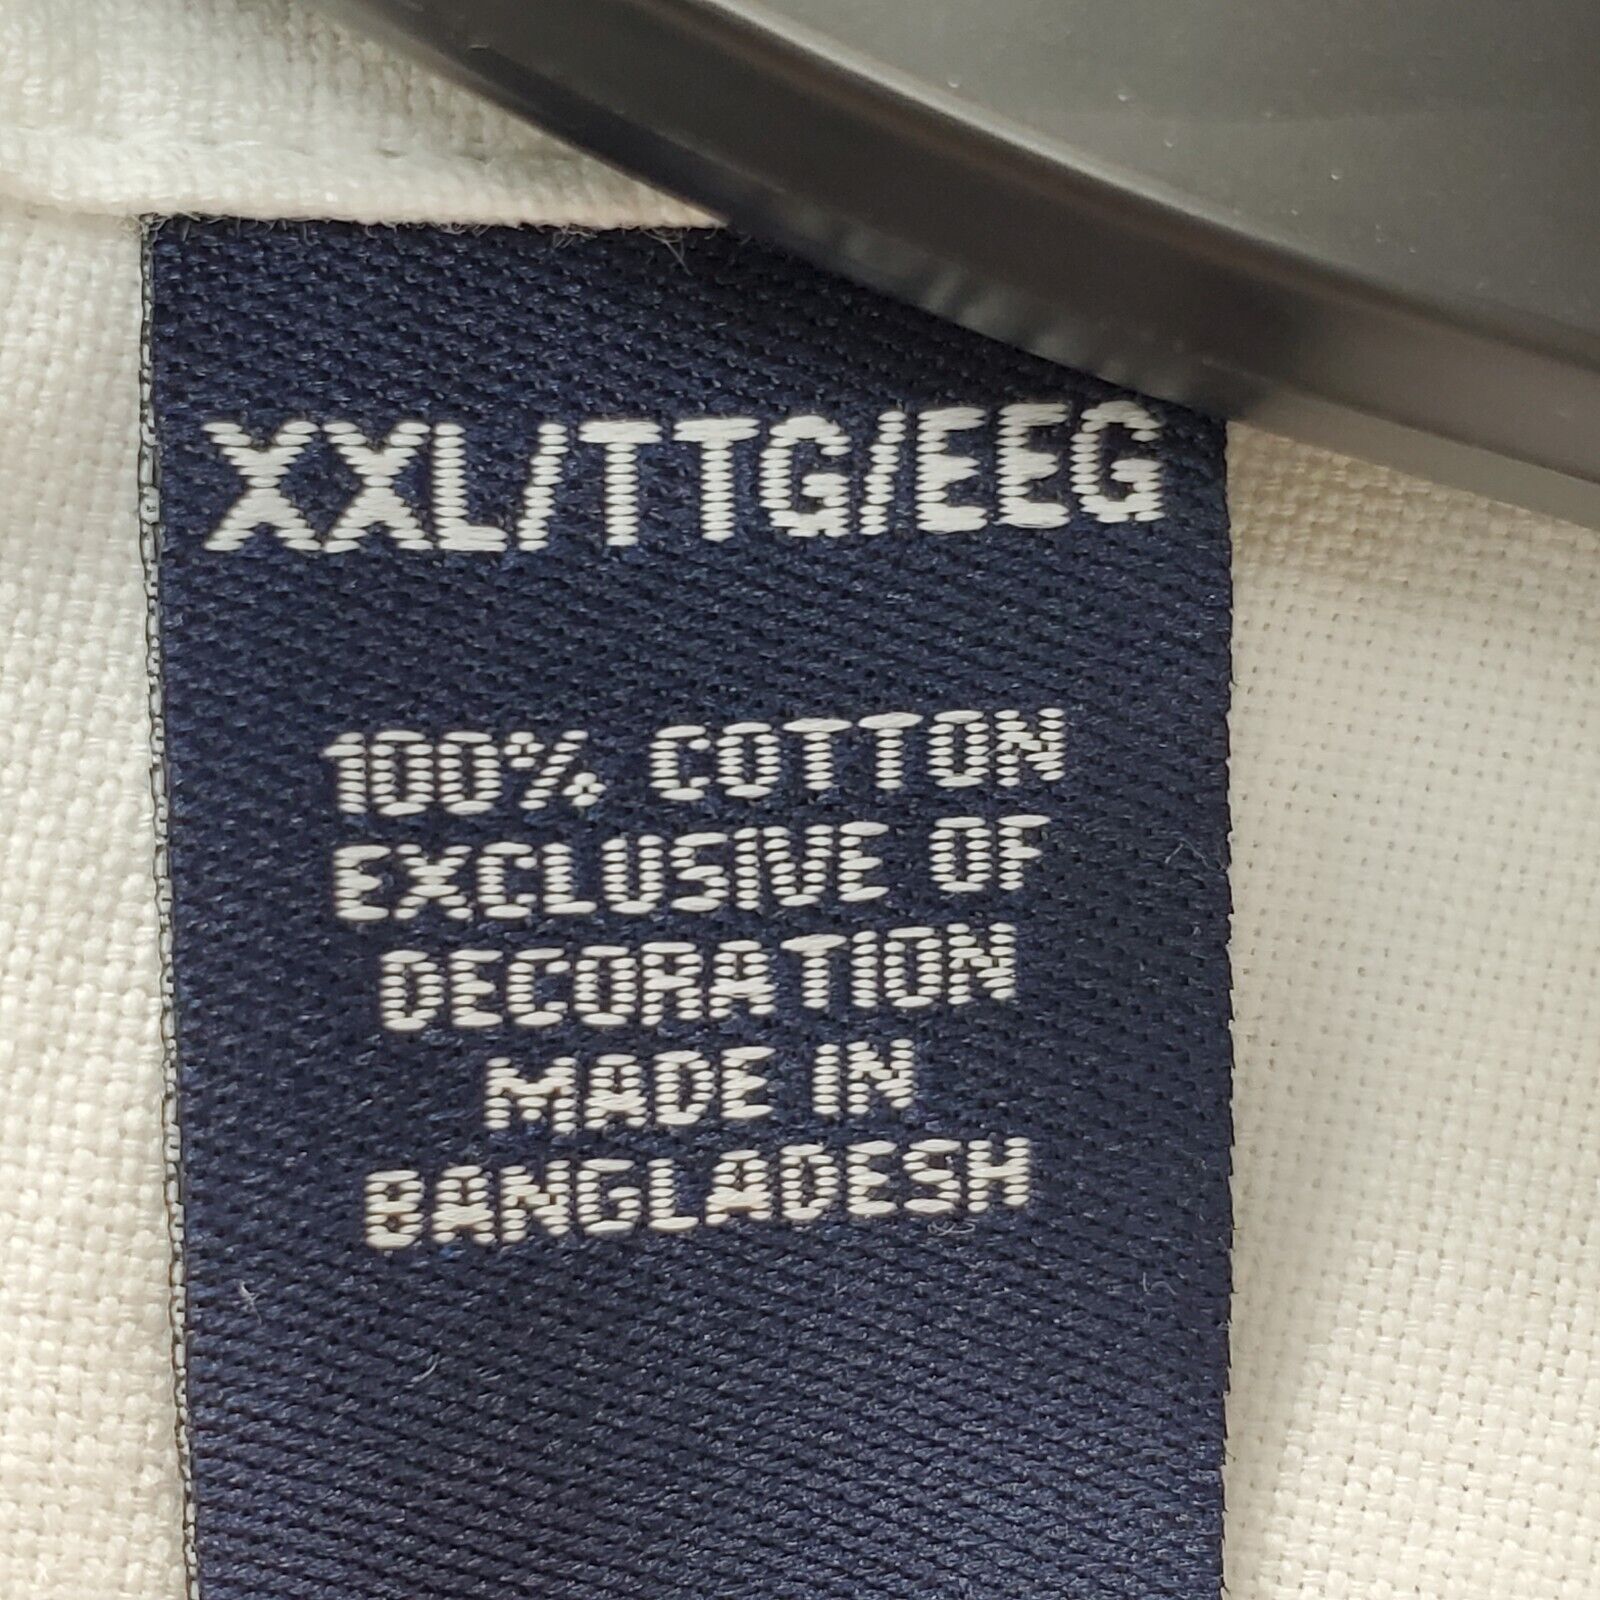 XXL/TTG/EEG
100% COTTON
EXCLUSIVE OF
DECORATION
MADE IN
BANGLADESH